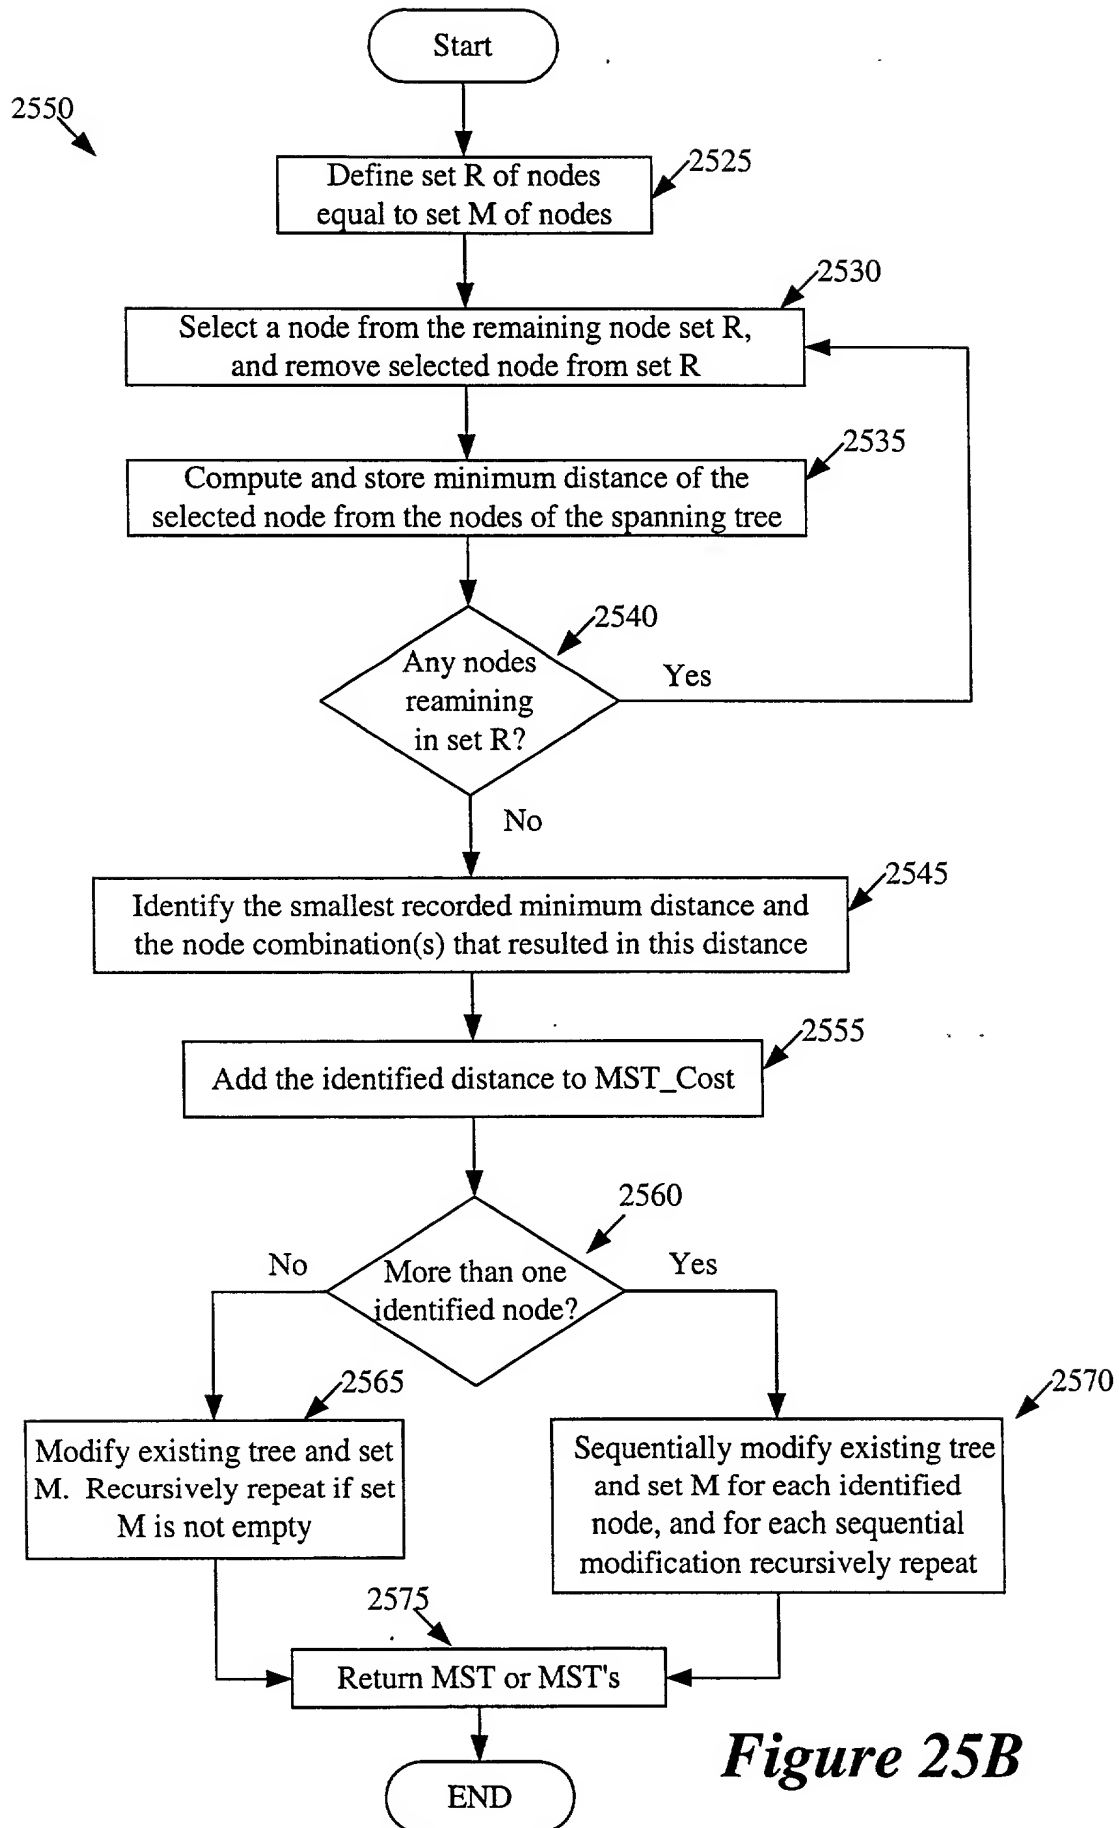 Start
2550
2525
Define set R of nodes
equal to set M of nodes
2530
Select a node from the remaining node set R,
and remove selected node from set R
2535
Compute and store minimum distance of the
selected node from the nodes of the spanning tree
2540
Any nodes
reamining
in set R?
Yes
No
2545
Identify the smallest recorded minimum distance and
the node combination(s) that resulted in this distance
2555
Add the identified distance to MST_Cost
2560
More than one
identified node?
No
Yes
2565
Modify existing tree and set
M. Recursively repeat if set
M is not empty
2570
Sequentially modify existing tree
and set M for each identified
node, and for each sequential
modification recursively repeat
2575
Return MST or MST's
END
Figure 25B